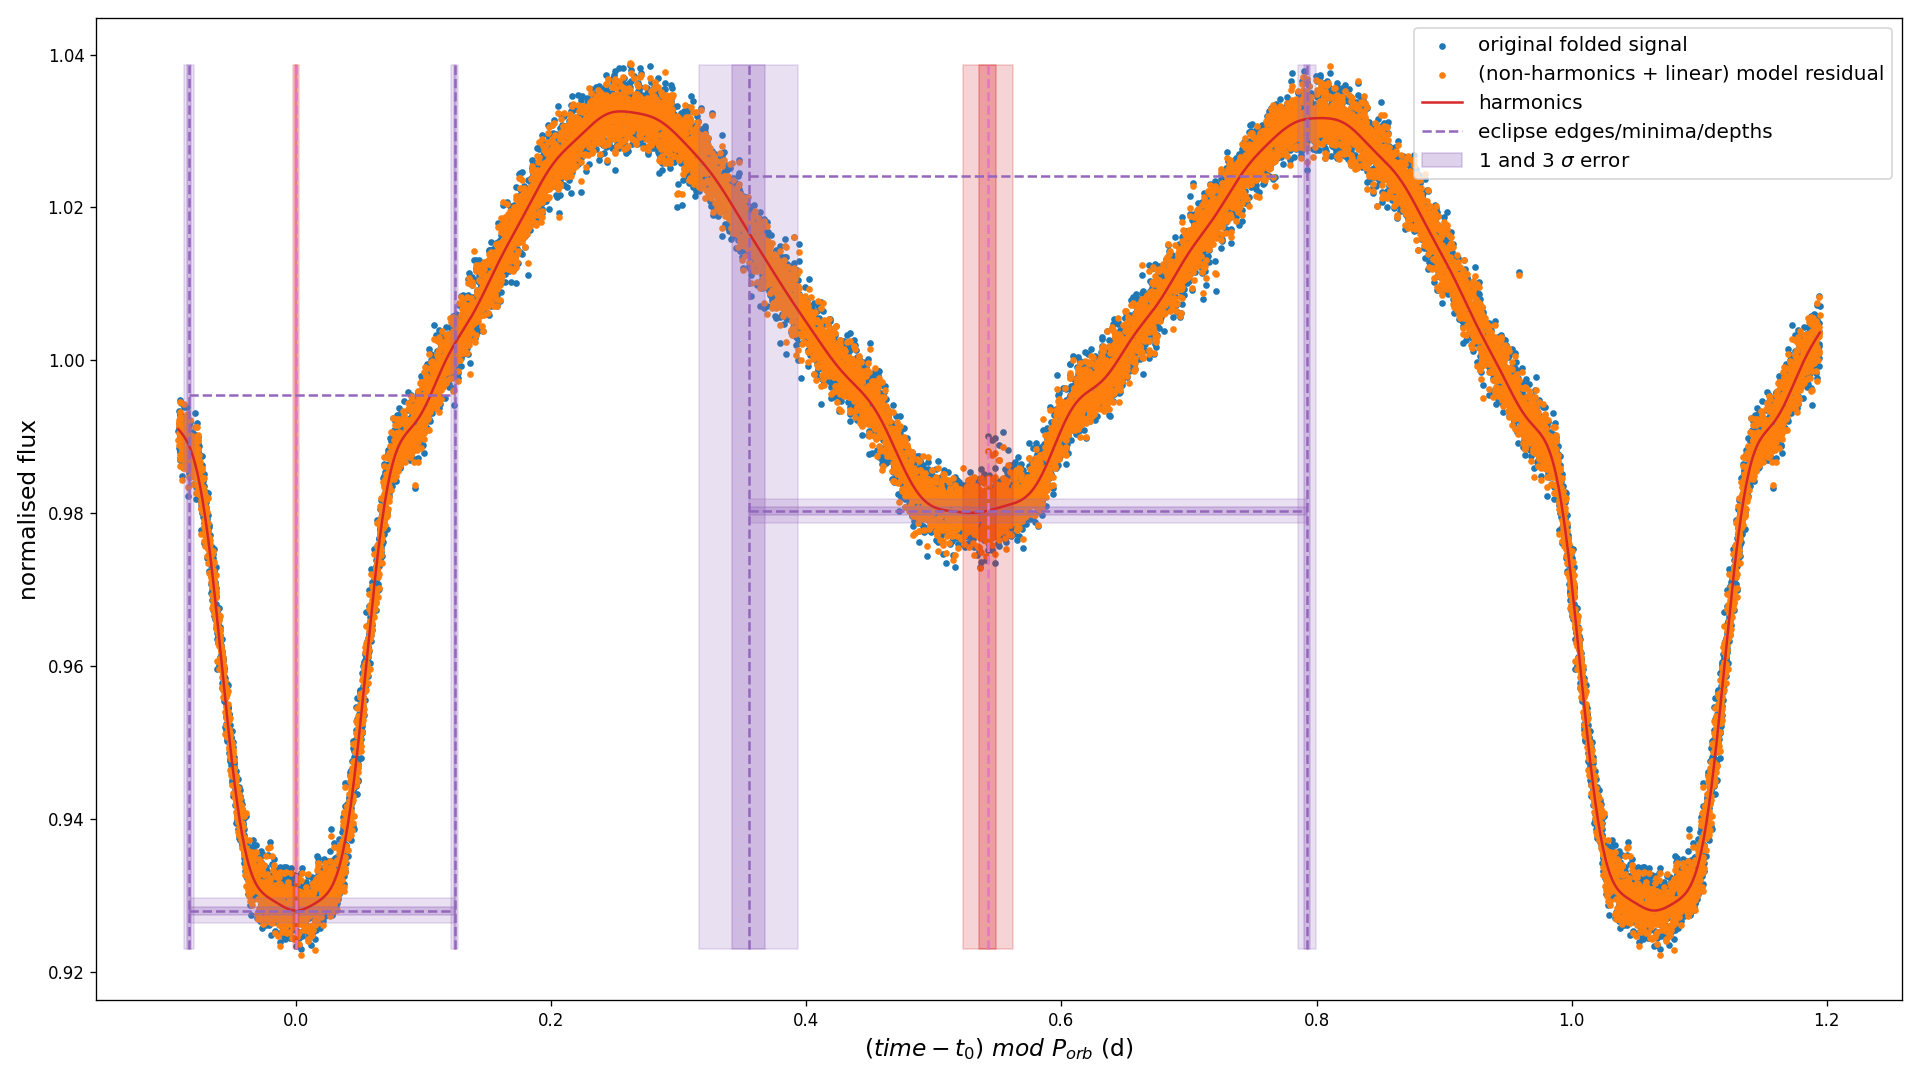 original folded signal
(non-harmonics + linear) model residual
harmonics
eclipse edges/minima/depths
1 and 3 σ error
normalised flux
1.04
1.02
1.00
0.98
0.96
0.94
0.92
0.0 0.2 0.4 0.6 0.8 1.0 1.2
(time − t₀) mod Pₒᵣb (d)